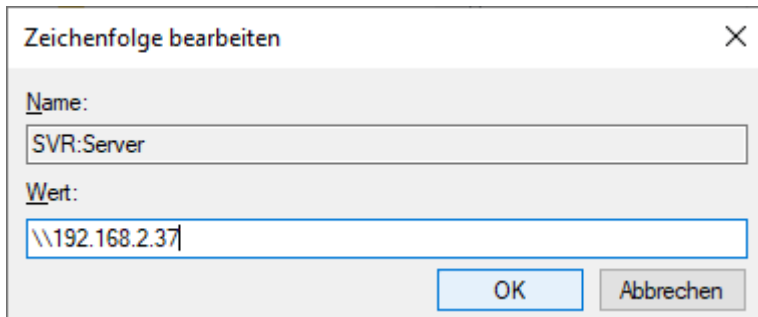 Zeichenfolge bearbeiten
Name:
SVR:Server
Wert:
\\192.168.2.37
OK Abbrechen